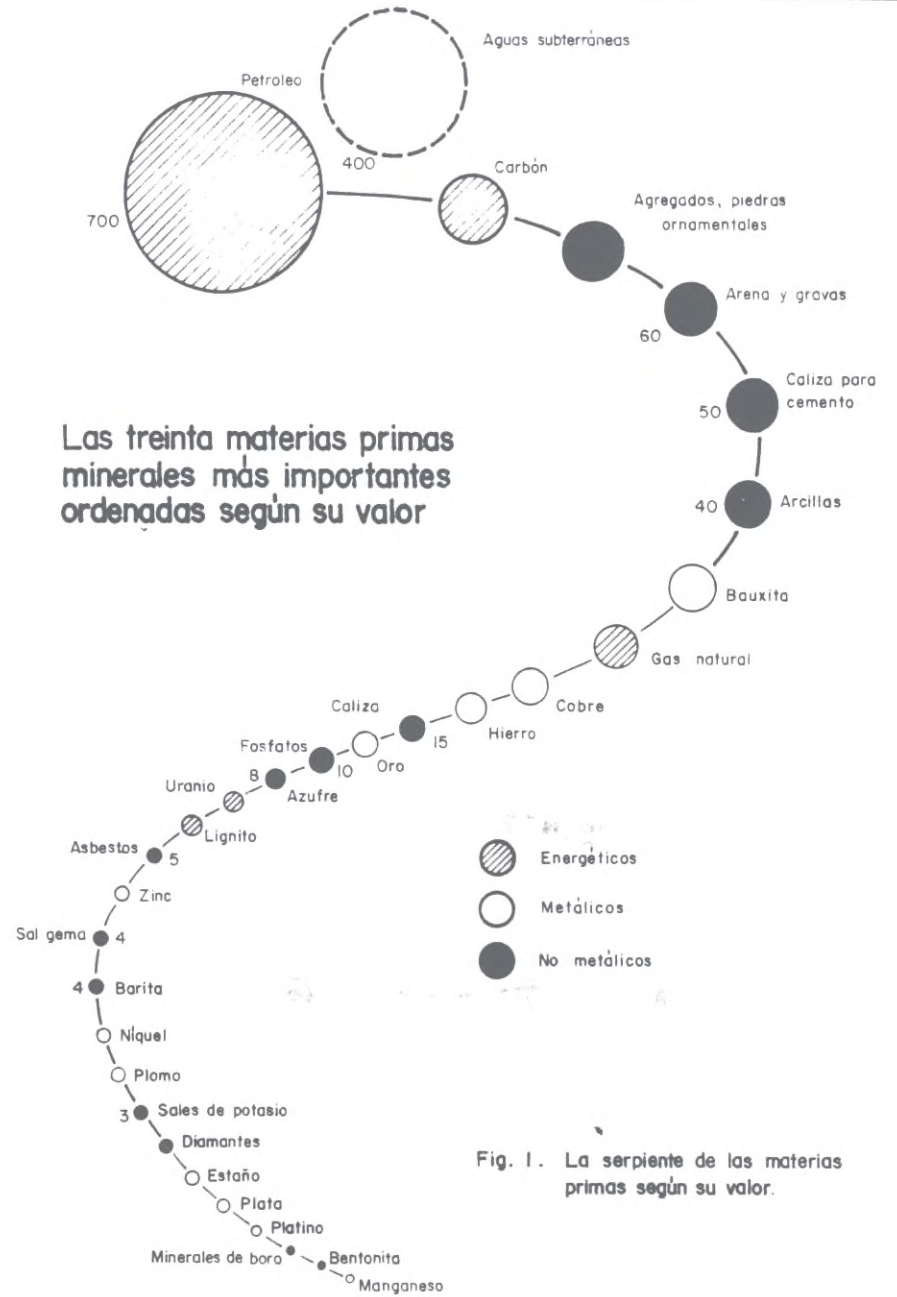 Aguas subterráneas
Petroleo
400
Carbón
700
Agregados, piedras
ornamentales
Arena y gravas
60
Caliza para
cemento
50
Las treinta materias primas
minerales más importantes
ordenadas según su valor
40
Arcillas
Bauxita
Gas natural
Cobre
Caliza
15
Hierro
Fosfatos
10
Oro
Uranio
8
Azufre
Lignito
Asbestos
5
Zinc
Sal gema
4
4
Barita
Níquel
Plomo
3
Sales de potasio
Diamantes
Estaño
Plata
Platino
Minerales de boro
Bentonita
Manganeso
Energéticos
Metálicos
No metálicos
Fig. 1. La serpiente de las materias
primas según su valor.